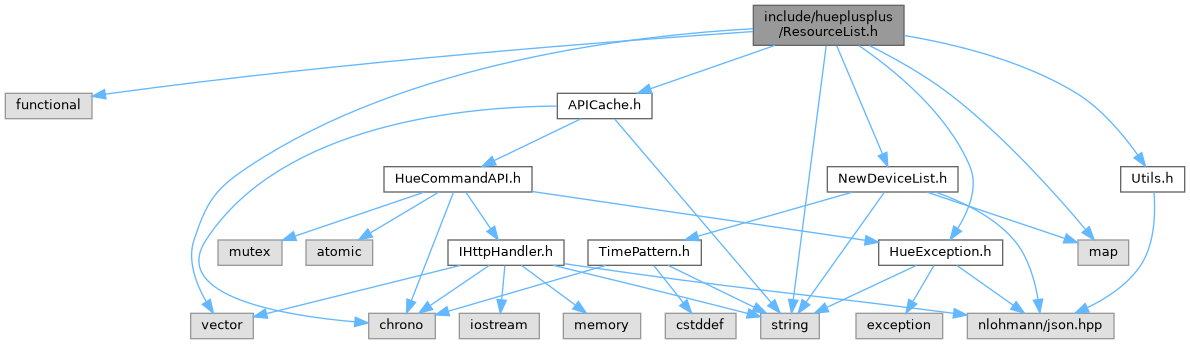 include/hueplusplus
/ResourceList.h
functional
APICache.h
HueCommandAPI.h
NewDeviceList.h
Utils.h
mutex
atomic
IHttpHandler.h
TimePattern.h
HueException.h
map
vector
chrono
iostream
memory
cstddef
string
exception
nlohmann/json.hpp